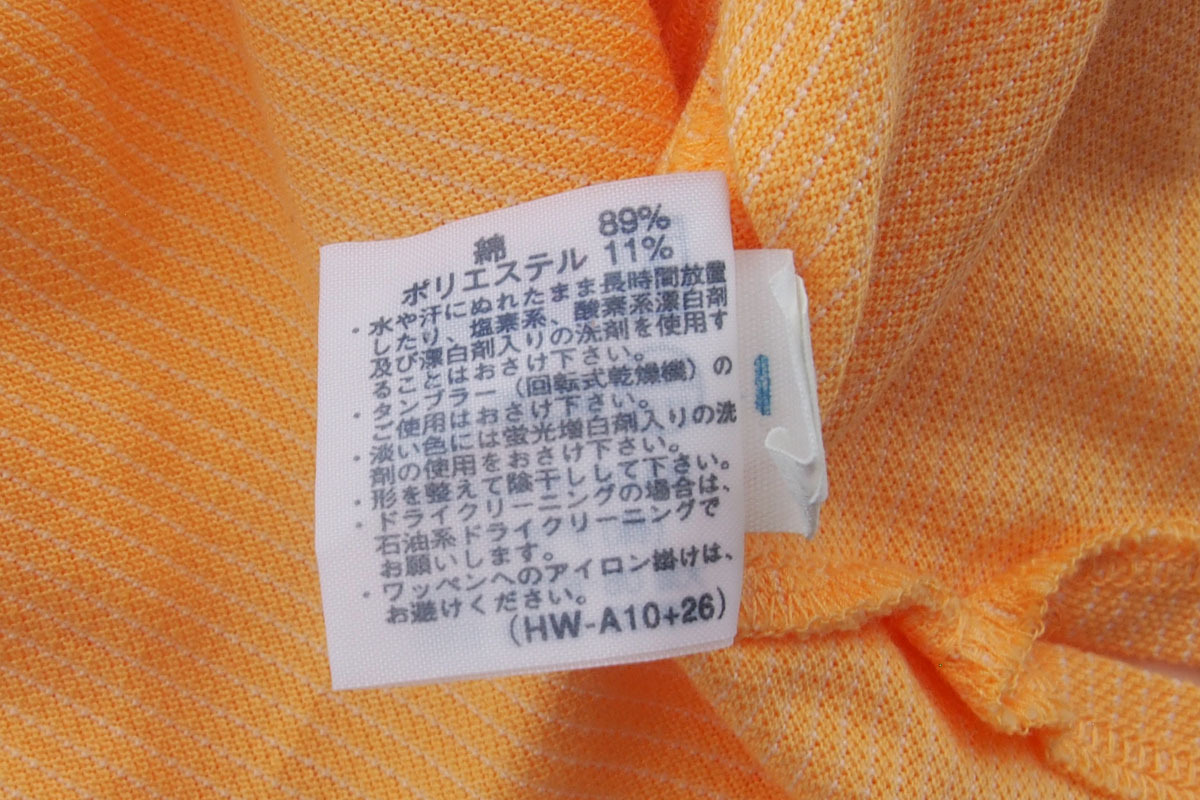 綿 89%
ポリエステル 11%
・水や汗にぬれたまま長時間放置
したり、塩素系、酸素系漂白剤
及び漂白剤入りの洗剤を使用す
ることはおさけ下さい。
・タンブラー（回転式乾燥機）の
ご使用はおさけ下さい。
・淡い色には蛍光増白剤入りの洗
剤の使用をおさけ下さい。
・形を整えて陰干しして下さい。
・ドライクリーニングの場合は、
石油系ドライクリーニングで
お願いします。
・ワッペンへのアイロン掛けは、
お避けください。
(HW-A10+26)